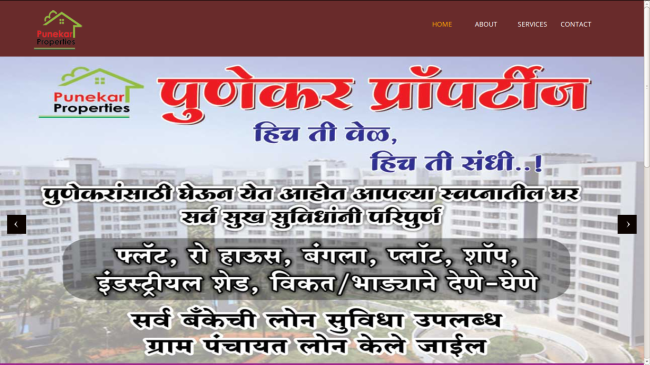 Punekar
Properties
HOME ABOUT SERVICES CONTACT
Punekar
Properties
पुणेकर प्रॉपर्टीज
हिच ती वेळ,
हिच ती संधी..!
पुणेकरांसाठी घेऊन येत आहोत आपल्या स्वप्नातील घर
सर्व सुख सुविधांनी परिपुर्ण
फ्लॅट, रो हाऊस, बंगला, प्लॉट, शॉप,
इंडस्ट्रीयल शेड, विकत/भाड्याने देणे-घेणे
सर्व बँकेची लोन सुविधा उपलब्ध
ग्राम पंचायत लोन केले जाईल